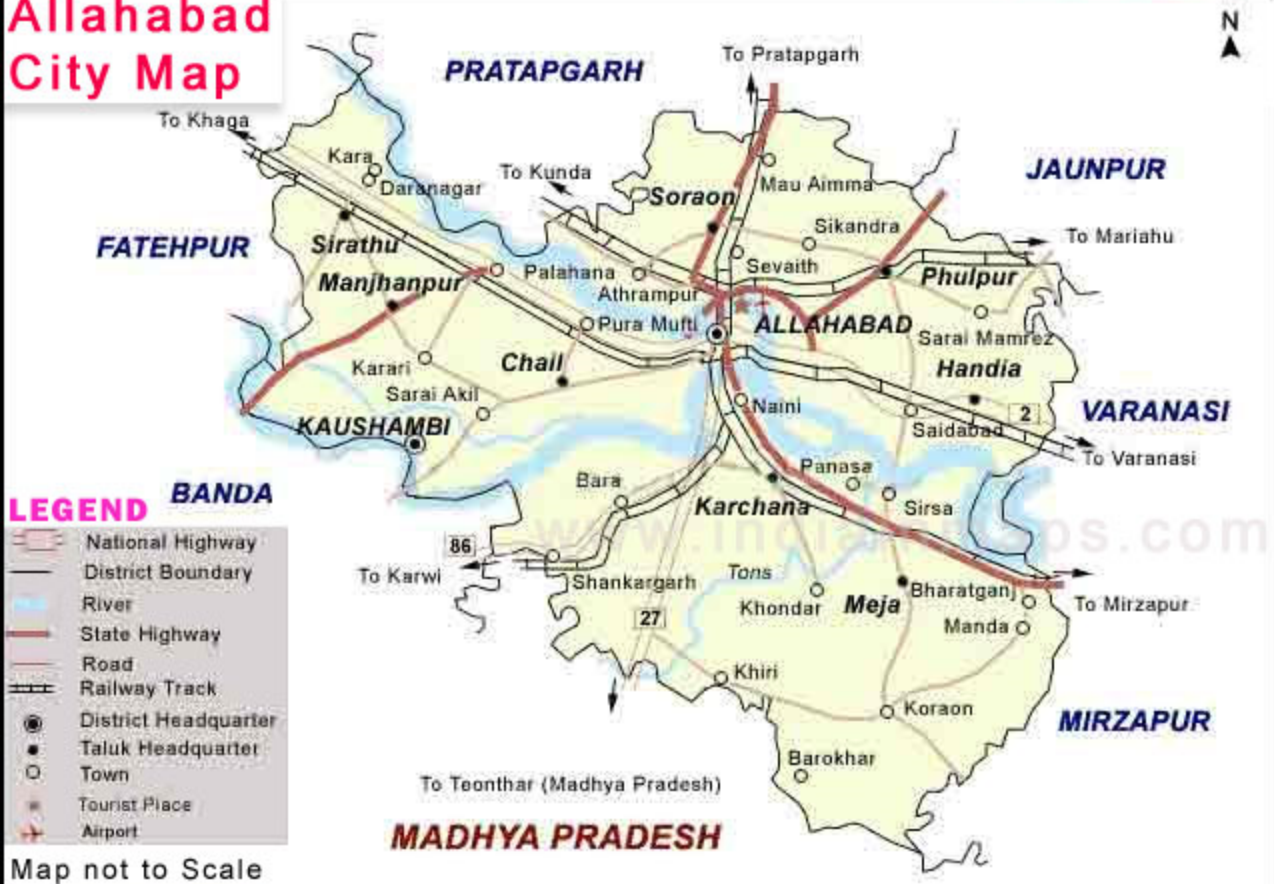 Allahabad
City Map
N
PRATAPGARH
To Pratapgarh
To Khaga
Kara
Daranagar
To Kunda
Mau Aimma
JAUNPUR
Soraon
Sikandra
To Mariahu
FATEHPUR
Sirathu
Palahana
Sevaith
Phulpur
Manjhanpur
Athrampur
Pura Mufti
ALLAHABAD
Sarai Mamrez
Karari
Chail
Handia
Sarai Akil
Naini
2
VARANASI
KAUSHAMBI
Saidabad
To Varanasi
BANDA
Bara
Panasa
Karchana
Sirsa
www.indianmaps.com
86
To Karwi
Shankargarh
Tons
Khondar
Meja
Bharatganj
To Mirzapur
27
Manda
Khiri
Koraon
MIRZAPUR
Barokhar
To Teonthar (Madhya Pradesh)
MADHYA PRADESH
LEGEND
National Highway
District Boundary
River
State Highway
Road
Railway Track
District Headquarter
Taluk Headquarter
Town
Tourist Place
Airport
Map not to Scale